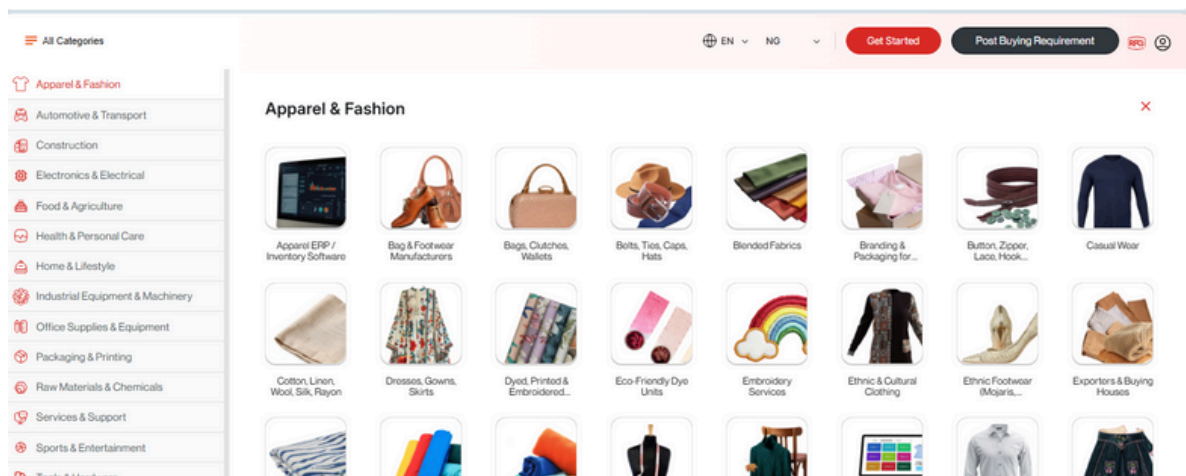 All Categories
EN
NG
Get Started
Post Buying Requirement
RFQ
Apparel & Fashion
Automotive & Transport
Construction
Electronics & Electrical
Food & Agriculture
Health & Personal Care
Home & Lifestyle
Industrial Equipment & Machinery
Office Supplies & Equipment
Packaging & Printing
Raw Materials & Chemicals
Services & Support
Sports & Entertainment
Apparel & Fashion
Apparel ERP /
Inventory Software
Bag & Footwear
Manufacturers
Bags, Clutches,
Wallets
Belts, Ties, Caps,
Hats
Blended Fabrics
Branding &
Packaging for...
Button, Zipper,
Lace, Hook...
Casual Wear
Cotton, Linen,
Wool, Silk, Rayon
Dresses, Gowns,
Skirts
Dyed, Printed &
Embroidered...
Eco-Friendly Dye
Units
Embroidery
Services
Ethnic & Cultural
Clothing
Ethnic Footwear
(Mojaris,...
Exporters & Buying
Houses